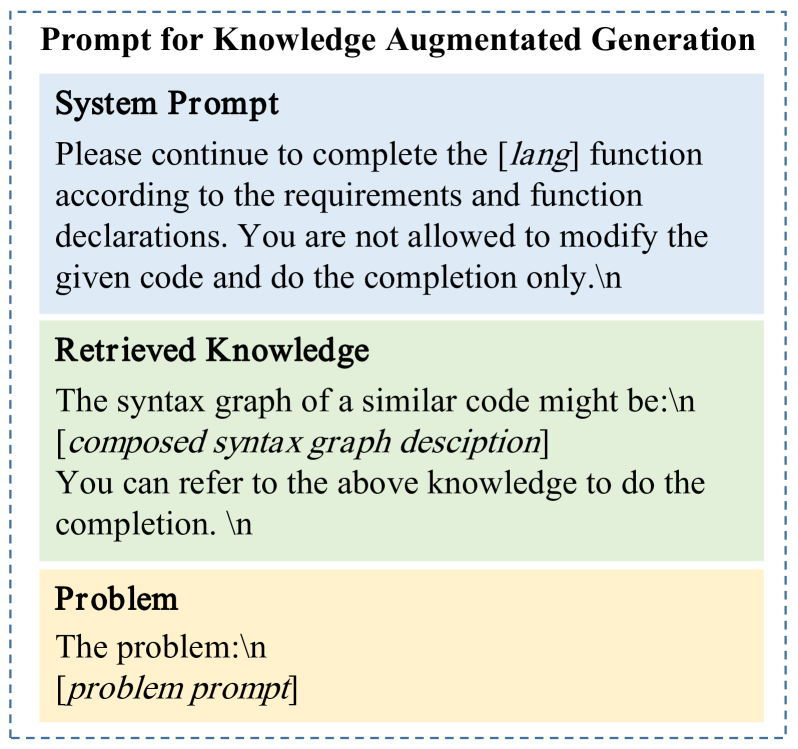 Prompt for Knowledge Augmentated Generation
System Prompt
Please continue to complete the [lang] function
according to the requirements and function
declarations. You are not allowed to modify the
given code and do the completion only.\n
Retrieved Knowledge
The syntax graph of a similar code might be:\n
[composed syntax graph desciption]
You can refer to the above knowledge to do the
completion. \n
Problem
The problem:\n
[problem prompt]